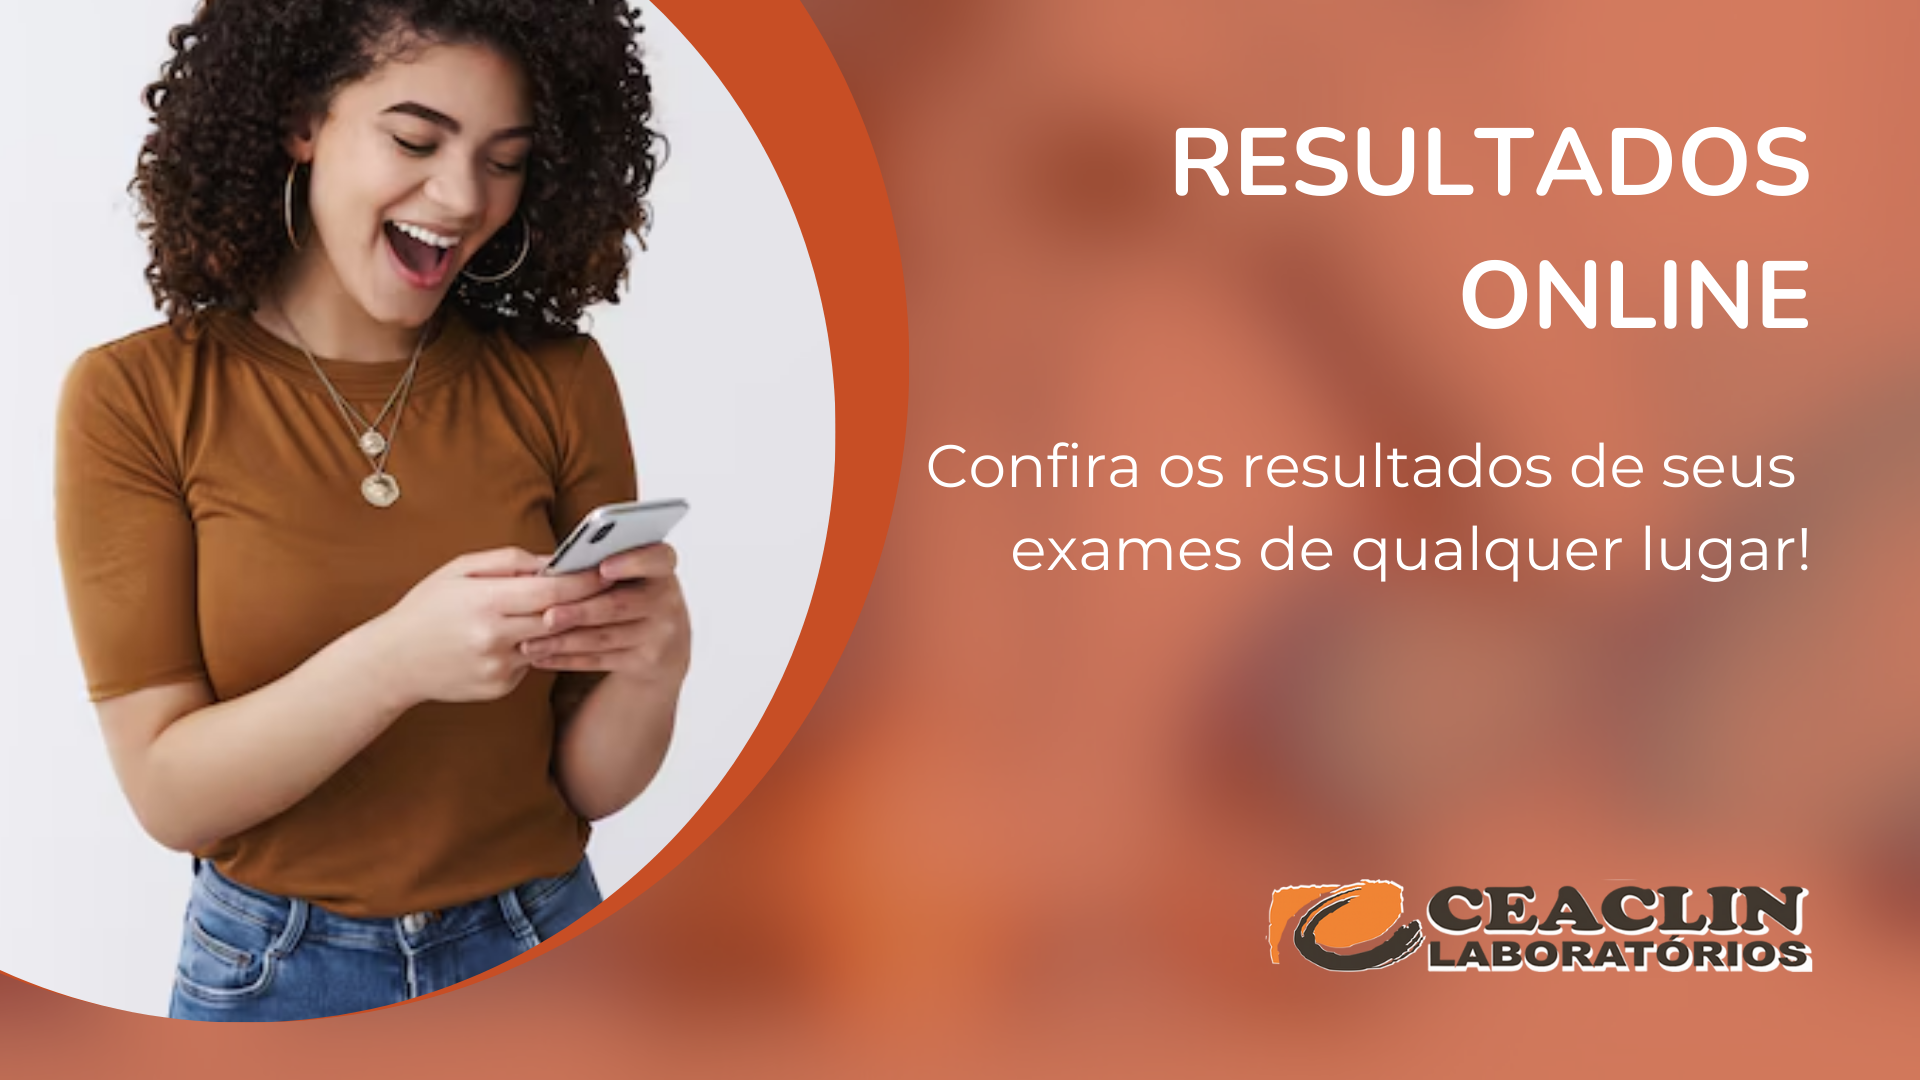 RESULTADOS
ONLINE
Confira os resultados de seus
exames de qualquer lugar!
CEACLIN
LABORATÓRIOS